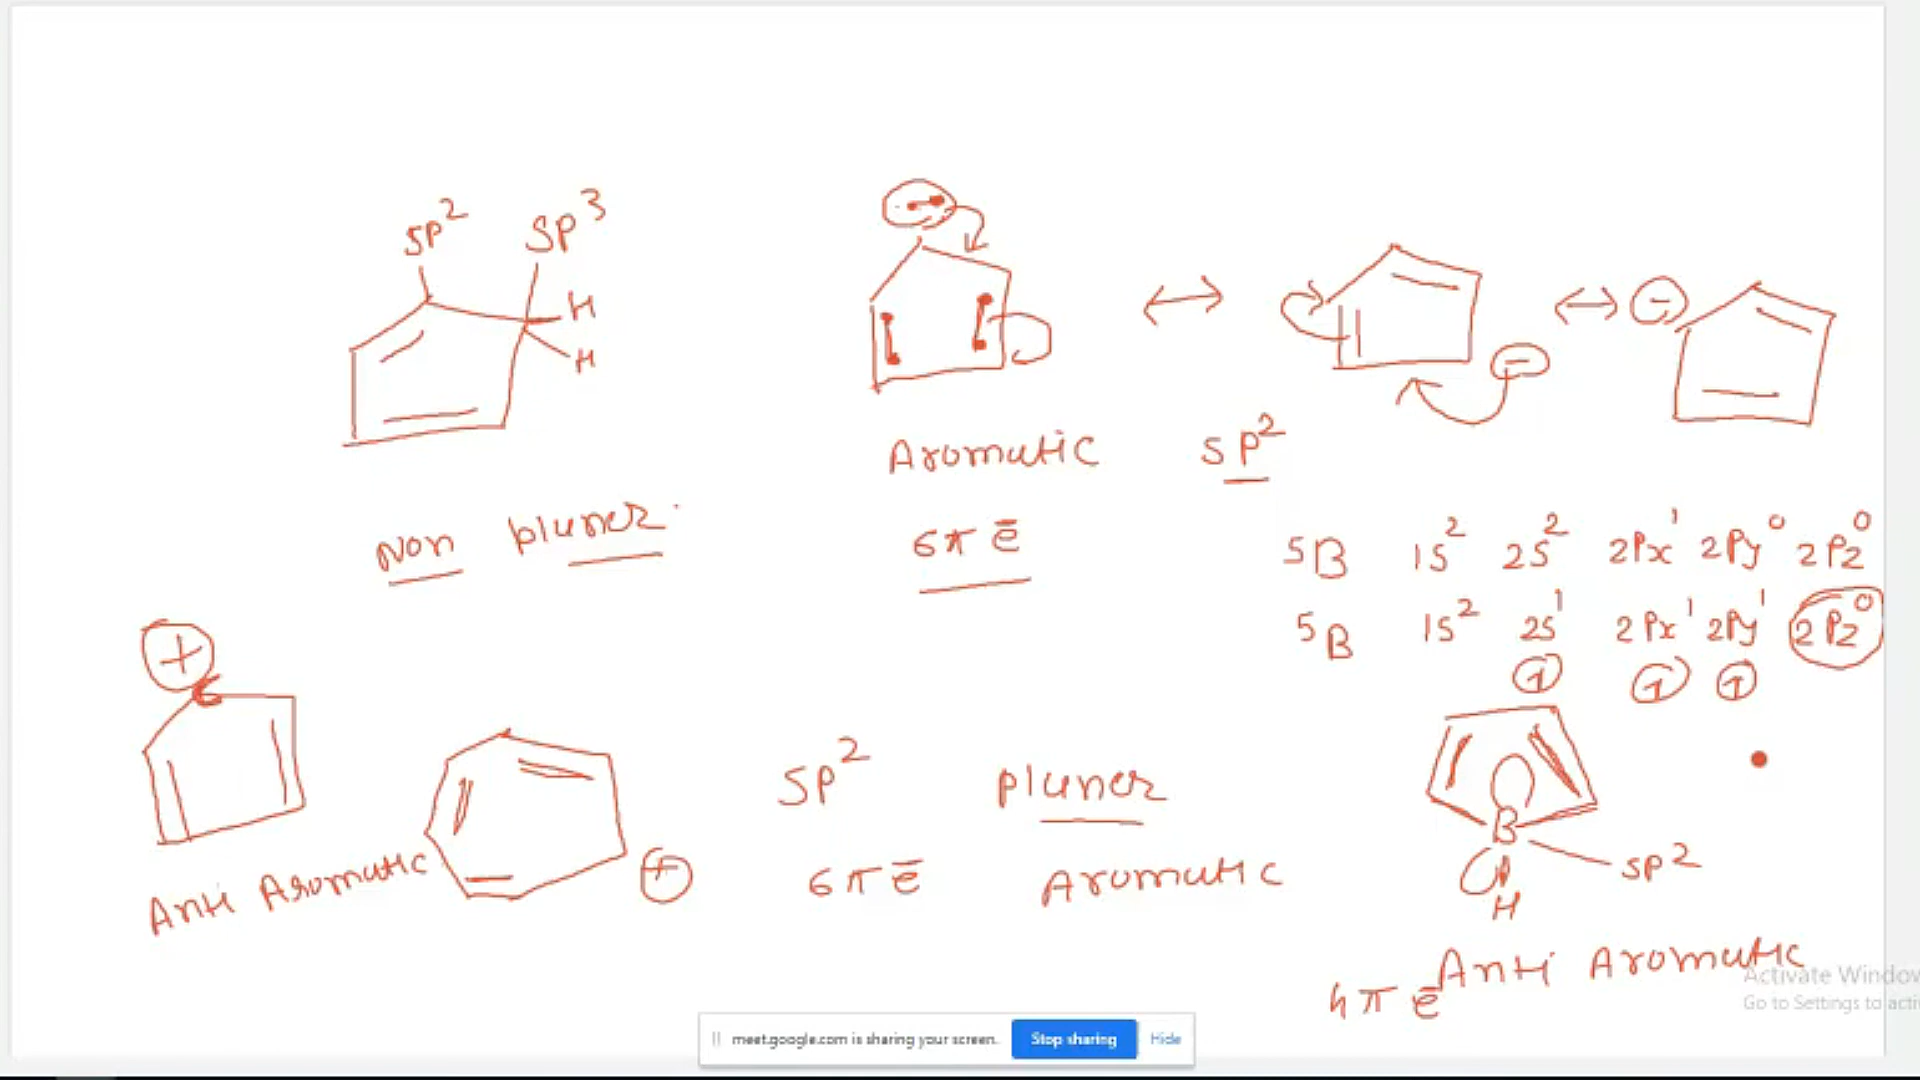 SP² SP³
H
H
Non pluner.
Aromatic SP²
6π ē
5B 1S² 2S² 2Px¹ 2Py⁰ 2Pz⁰
5B 1S² 2S¹ 2Px¹ 2Py¹ 2Pz⁰
+
Anti Aromatic
+
SP² pluner
6π ē Aromatic
B
SP²
H
Anti Aromatic
4π ē
Activate Window
Go to Settings to acti
meet.google.com is sharing your screen. Stop sharing Hide